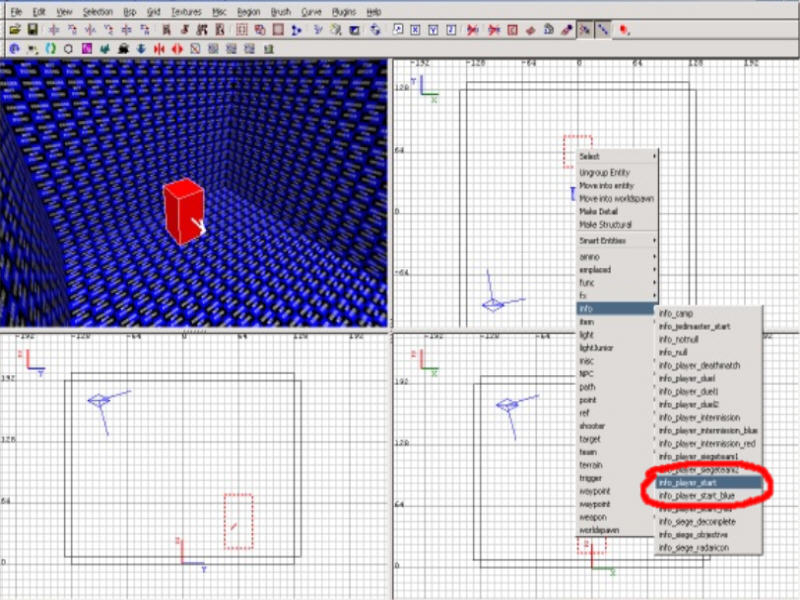 File Edit View Selection Bsp Grid Textures Misc Region Brush Curve Plugins Help
-192 -128 -64 0 64 128 192
128
64
0
-64
Y
X
Select
Ungroup Entity
Move into entity
Move into worldspawn
Make Detail
Make Structural
Smart Entities
ammo
emplaced
func
fx
info
item
light
lightJunior
misc
NPC
path
point
ref
shooter
target
team
terrain
trigger
waypoint
waypoint
weapon
worldspawn
info_camp
info_jedimaster_start
info_notnull
info_null
info_player_deathmatch
info_player_duel
info_player_duel1
info_player_duel2
info_player_intermission
info_player_intermission_blue
info_player_intermission_red
info_player_siegeteam1
info_player_siegeteam2
info_player_start
info_player_start_blue
info_player_start_red
info_siege_decomplete
info_siege_objective
info_siege_radaricon
-192 -128 -64 0 64 128 192
192
128
64
0
Z
Y
-192 -128 -64
192
128
64
0
Z
X